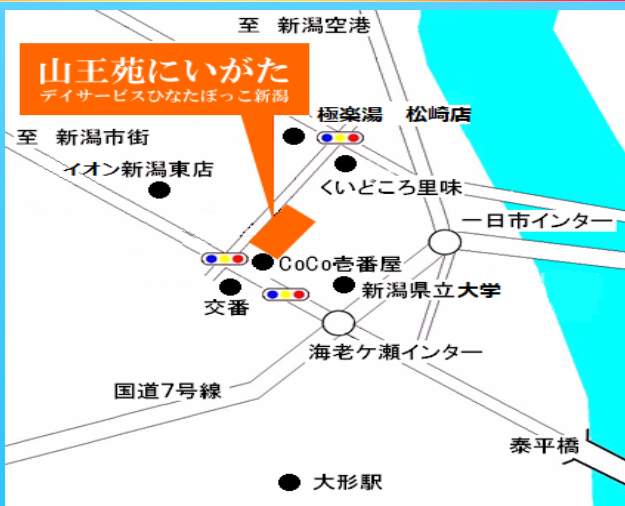 至 新潟空港
山王苑にいがた
デイサービスひなたぼっこ新潟
極楽湯 松崎店
至 新潟市街
イオン新潟東店
くいどころ里味
一日市インター
CoCo壱番屋
新潟県立大学
交番
海老ケ瀬インター
国道7号線
泰平橋
大形駅